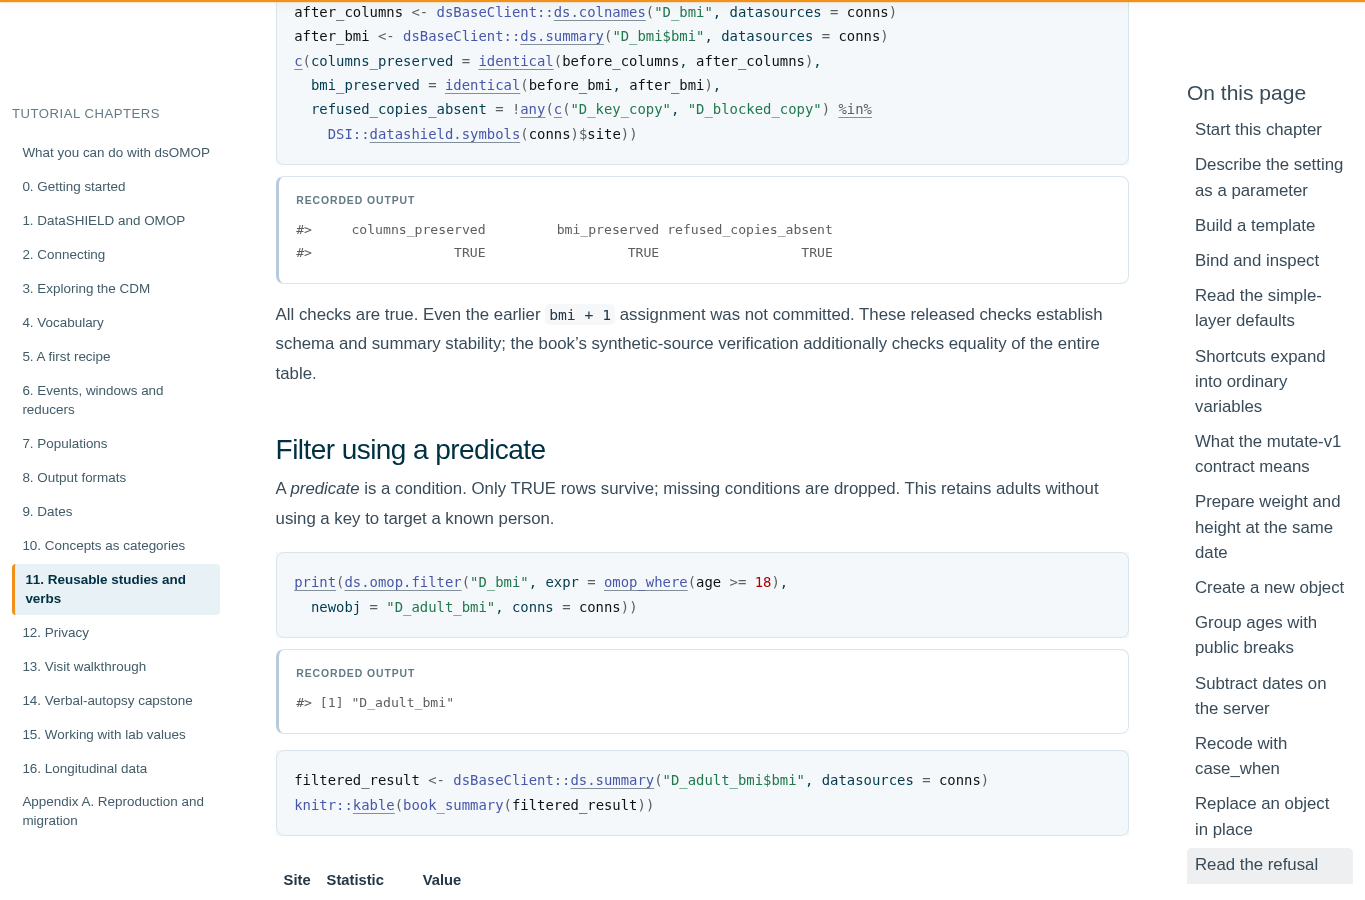 after_columns <- dsBaseClient::ds.colnames("D_bmi", datasources = conns)
after_bmi <- dsBaseClient::ds.summary("D_bmi$bmi", datasources = conns)
c(columns_preserved = identical(before_columns, after_columns),
bmi_preserved = identical(before_bmi, after_bmi),
refused_copies_absent = !any(c("D_key_copy", "D_blocked_copy") %in%
DSI::datashield.symbols(conns)$site))
RECORDED OUTPUT
#>     columns_preserved         bmi_preserved refused_copies_absent
#>                  TRUE                  TRUE                  TRUE
All checks are true. Even the earlier bmi + 1 assignment was not committed. These released checks establish
schema and summary stability; the book’s synthetic-source verification additionally checks equality of the entire
table.
Filter using a predicate
A predicate is a condition. Only TRUE rows survive; missing conditions are dropped. This retains adults without
using a key to target a known person.
print(ds.omop.filter("D_bmi", expr = omop_where(age >= 18),
newobj = "D_adult_bmi", conns = conns))
RECORDED OUTPUT
#> [1] "D_adult_bmi"
filtered_result <- dsBaseClient::ds.summary("D_adult_bmi$bmi", datasources = conns)
knitr::kable(book_summary(filtered_result))
Site Statistic Value
TUTORIAL CHAPTERS
What you can do with dsOMOP
0. Getting started
1. DataSHIELD and OMOP
2. Connecting
3. Exploring the CDM
4. Vocabulary
5. A first recipe
6. Events, windows and
reducers
7. Populations
8. Output formats
9. Dates
10. Concepts as categories
11. Reusable studies and
verbs
12. Privacy
13. Visit walkthrough
14. Verbal-autopsy capstone
15. Working with lab values
16. Longitudinal data
Appendix A. Reproduction and
migration
On this page
Start this chapter
Describe the setting
as a parameter
Build a template
Bind and inspect
Read the simple-
layer defaults
Shortcuts expand
into ordinary
variables
What the mutate-v1
contract means
Prepare weight and
height at the same
date
Create a new object
Group ages with
public breaks
Subtract dates on
the server
Recode with
case_when
Replace an object
in place
Read the refusal